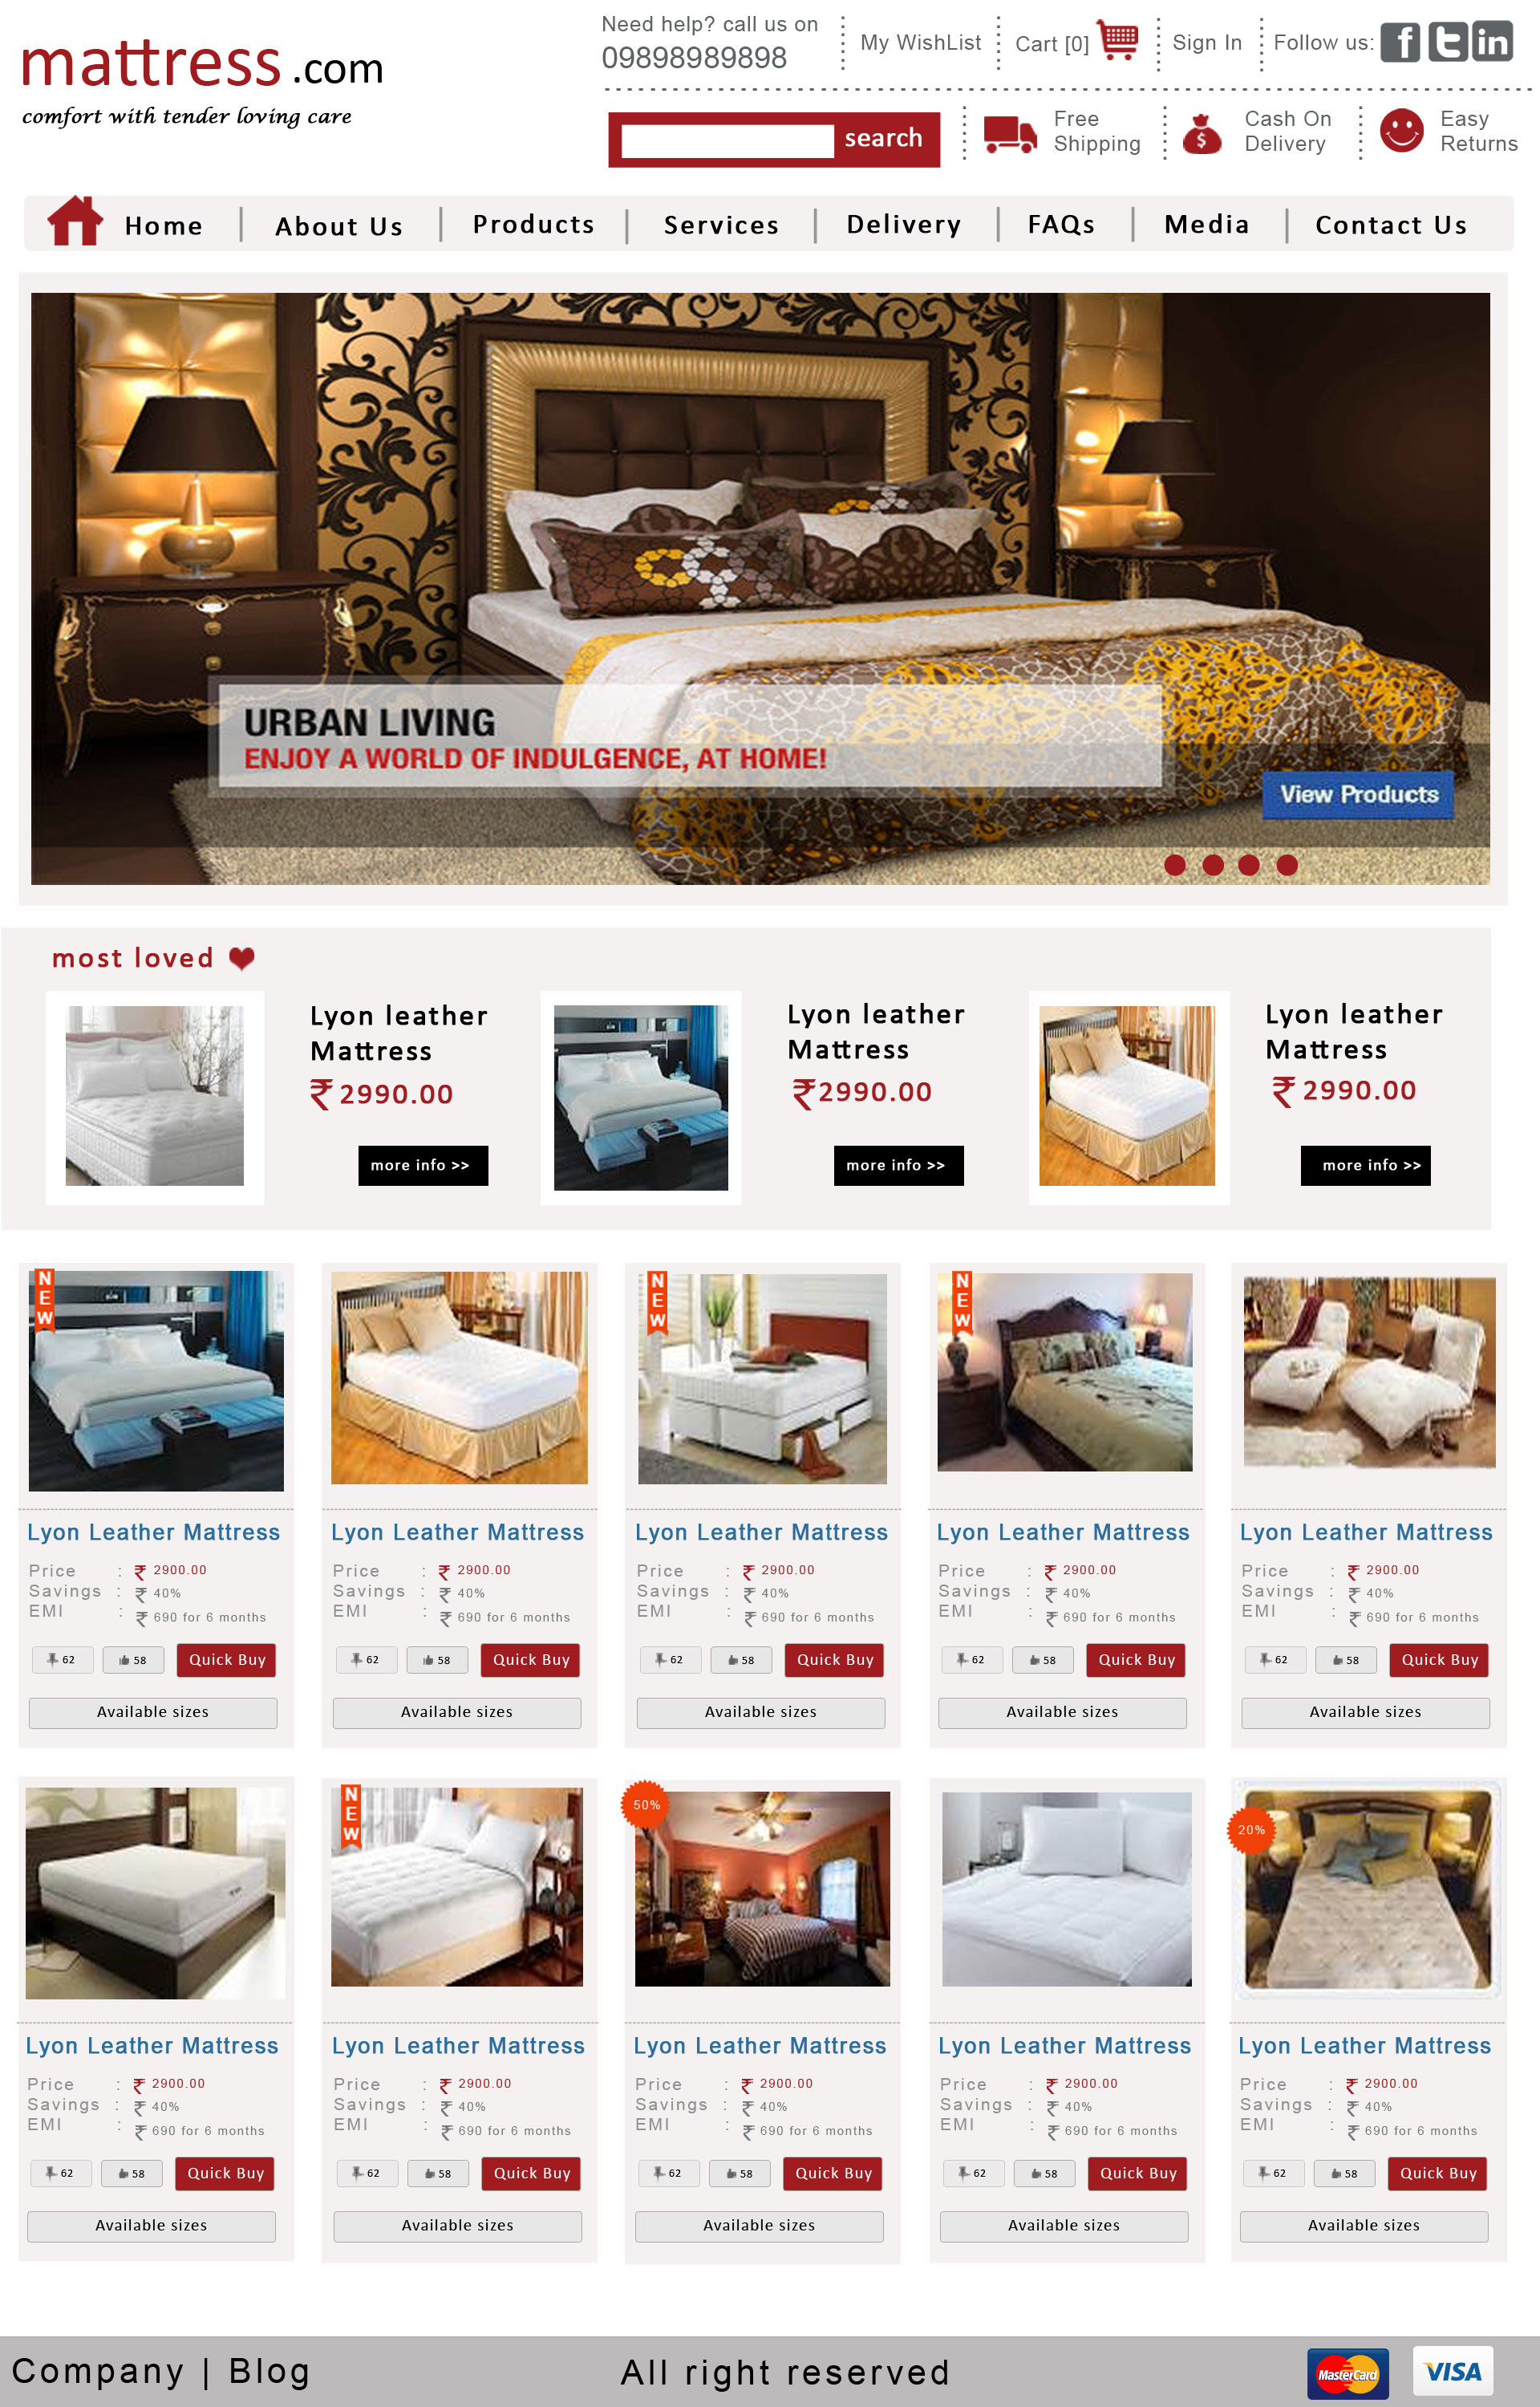 mattress .com
comfort with tender loving care
Need help? call us on
09898989898
My WishList
Cart [0]
Sign In
Follow us:
search
Free
Shipping
Cash On
Delivery
Easy
Returns
Home
About Us
Products
Services
Delivery
FAQs
Media
Contact Us
URBAN LIVING
ENJOY A WORLD OF INDULGENCE, AT HOME!
View Products
most loved
Lyon leather
Mattress
₹ 2990.00
more info >>
Lyon leather
Mattress
₹ 2990.00
more info >>
Lyon leather
Mattress
₹ 2990.00
more info >>
NEW
Lyon Leather Mattress
Price : ₹ 2900.00
Savings : ₹ 40%
EMI : ₹ 690 for 6 months
62 58 Quick Buy
Available sizes
Lyon Leather Mattress
Price : ₹ 2900.00
Savings : ₹ 40%
EMI : ₹ 690 for 6 months
62 58 Quick Buy
Available sizes
NEW
Lyon Leather Mattress
Price : ₹ 2900.00
Savings : ₹ 40%
EMI : ₹ 690 for 6 months
62 58 Quick Buy
Available sizes
NEW
Lyon Leather Mattress
Price : ₹ 2900.00
Savings : ₹ 40%
EMI : ₹ 690 for 6 months
62 58 Quick Buy
Available sizes
Lyon Leather Mattress
Price : ₹ 2900.00
Savings : ₹ 40%
EMI : ₹ 690 for 6 months
62 58 Quick Buy
Available sizes
Lyon Leather Mattress
Price : ₹ 2900.00
Savings : ₹ 40%
EMI : ₹ 690 for 6 months
62 58 Quick Buy
Available sizes
NEW
Lyon Leather Mattress
Price : ₹ 2900.00
Savings : ₹ 40%
EMI : ₹ 690 for 6 months
62 58 Quick Buy
Available sizes
50%
Lyon Leather Mattress
Price : ₹ 2900.00
Savings : ₹ 40%
EMI : ₹ 690 for 6 months
62 58 Quick Buy
Available sizes
Lyon Leather Mattress
Price : ₹ 2900.00
Savings : ₹ 40%
EMI : ₹ 690 for 6 months
62 58 Quick Buy
Available sizes
20%
Lyon Leather Mattress
Price : ₹ 2900.00
Savings : ₹ 40%
EMI : ₹ 690 for 6 months
62 58 Quick Buy
Available sizes
Company | Blog
All right reserved
MasterCard
VISA